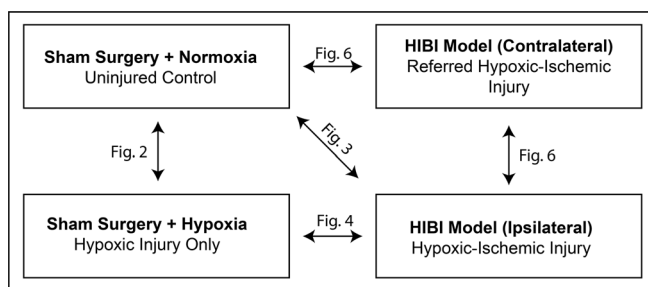 Sham Surgery + Normoxia
Uninjured Control
Fig. 6
HIBI Model (Contralateral)
Referred Hypoxic-Ischemic
Injury
Fig. 2
Fig. 3
Fig. 6
Sham Surgery + Hypoxia
Hypoxic Injury Only
Fig. 4
HIBI Model (Ipsilateral)
Hypoxic-Ischemic Injury